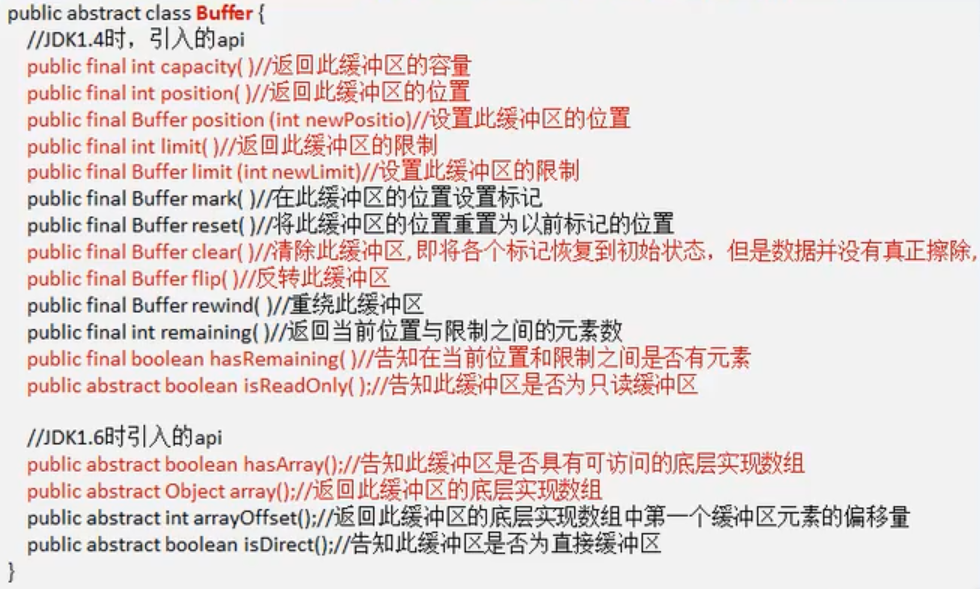 public abstract class Buffer {
//JDK1.4时，引入的api
public final int capacity( )//返回此缓冲区的容量
public final int position( )//返回此缓冲区的位置
public final Buffer position (int newPositio)//设置此缓冲区的位置
public final int limit( )//返回此缓冲区的限制
public final Buffer limit (int newLimit)//设置此缓冲区的限制
public final Buffer mark( )//在此缓冲区的位置设置标记
public final Buffer reset( )//将此缓冲区的位置重置为以前标记的位置
public final Buffer clear( )//清除此缓冲区, 即将各个标记恢复到初始状态，但是数据并没有真正擦除,
public final Buffer flip( )//反转此缓冲区
public final Buffer rewind( )//重绕此缓冲区
public final int remaining( )//返回当前位置与限制之间的元素数
public final boolean hasRemaining( )//告知在当前位置和限制之间是否有元素
public abstract boolean isReadOnly( );//告知此缓冲区是否为只读缓冲区
//JDK1.6时引入的api
public abstract boolean hasArray();//告知此缓冲区是否具有可访问的底层实现数组
public abstract Object array();//返回此缓冲区的底层实现数组
public abstract int arrayOffset();//返回此缓冲区的底层实现数组中第一个缓冲区元素的偏移量
public abstract boolean isDirect();//告知此缓冲区是否为直接缓冲区
}